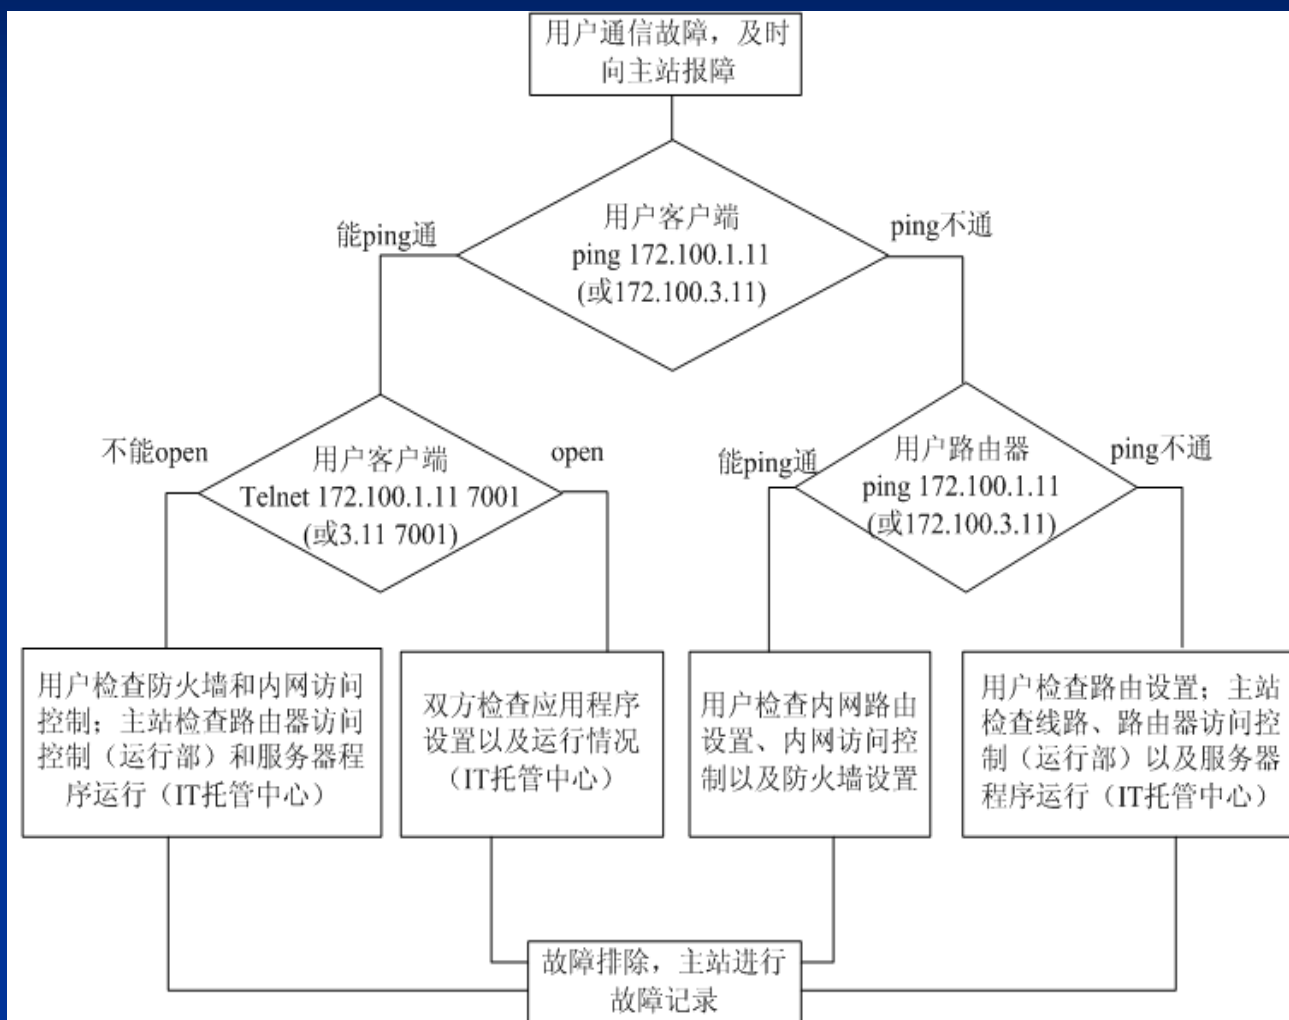 用户通信故障，及时
向主站报障
用户客户端
ping 172.100.1.11
(或172.100.3.11)
能ping通
ping不通
用户客户端
Telnet 172.100.1.11 7001
(或3.11 7001)
不能open
open
用户路由器
ping 172.100.1.11
(或172.100.3.11)
能ping通
ping不通
用户检查防火墙和内网访问
控制；主站检查路由器访问
控制（运行部）和服务器程
序运行（IT托管中心）
双方检查应用程序
设置以及运行情况
（IT托管中心）
用户检查内网路由
设置、内网访问控
制以及防火墙设置
用户检查路由设置；主站
检查线路、路由器访问控
制（运行部）以及服务器
程序运行（IT托管中心）
故障排除，主站进行
故障记录